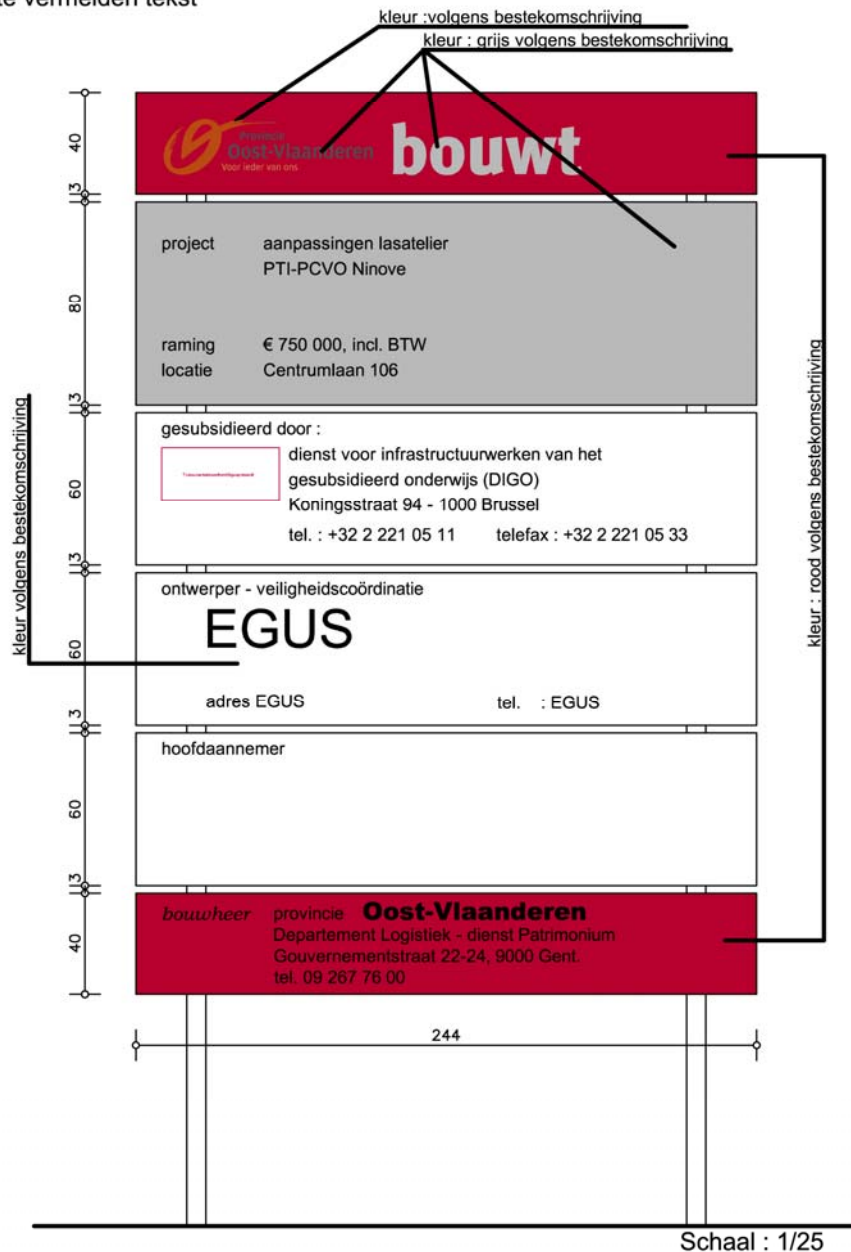 te vermelden tekst
kleur :volgens bestekomschrijving
kleur : grijs volgens bestekomschrijving
Provincie
Oost-Vlaanderen
Voor ieder van ons
bouwt
40
3
project aanpassingen lasatelier
PTI-PCVO Ninove
80
raming € 750 000, incl. BTW
locatie Centrumlaan 106
3
kleur volgens bestekomschrijving
kleur : rood volgens bestekomschrijving
gesubsidieerd door :
dienst voor infrastructuurwerken van het
gesubsidieerd onderwijs (DIGO)
Koningsstraat 94 - 1000 Brussel
tel. : +32 2 221 05 11 telefax : +32 2 221 05 33
60
3
ontwerper - veiligheidscoördinatie
EGUS
60
adres EGUS tel. : EGUS
3
hoofdaannemer
60
3
bouwheer provincie Oost-Vlaanderen
Departement Logistiek - dienst Patrimonium
Gouvernementstraat 22-24, 9000 Gent.
tel. 09 267 76 00
40
244
Schaal : 1/25